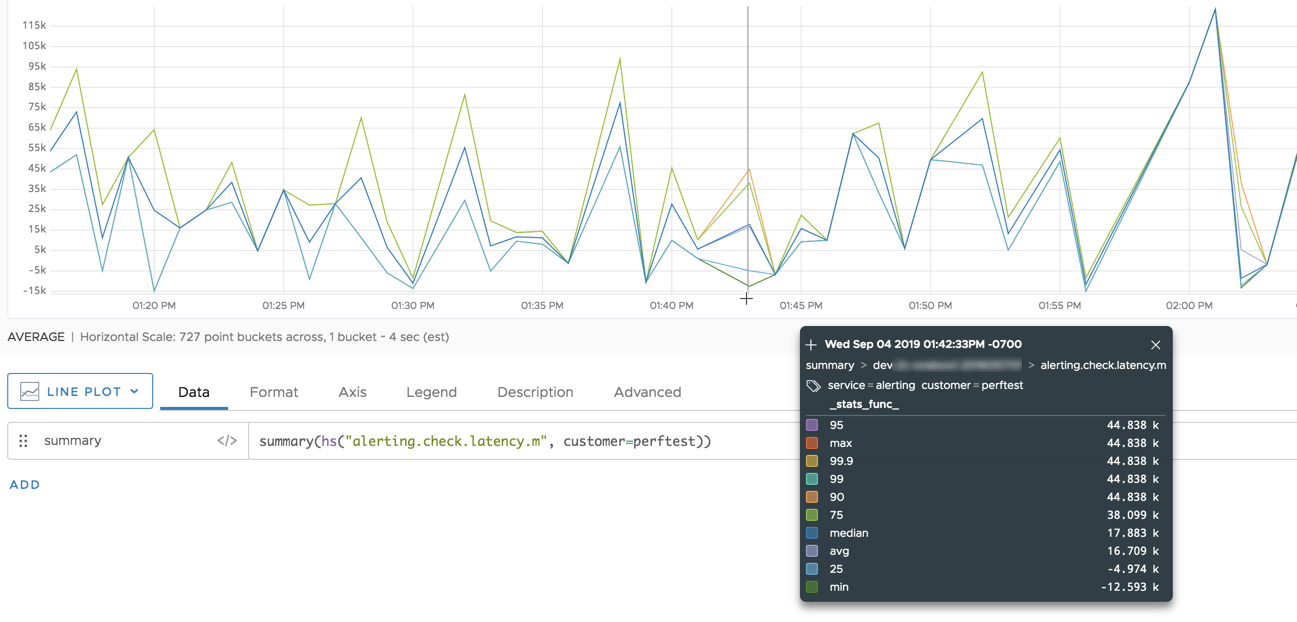 115k
105k
95k
85k
75k
65k
55k
45k
35k
25k
15k
5k
-5k
-15k
01:20 PM 01:25 PM 01:30 PM 01:35 PM 01:40 PM 01:45 PM 01:50 PM 01:55 PM 02:00 PM
AVERAGE | Horizontal Scale: 727 point buckets across, 1 bucket ~ 4 sec (est)
LINE PLOT Data Format Axis Legend Description Advanced
summary </> summary(hs("alerting.check.latency.m", customer=perftest))
ADD
Wed Sep 04 2019 01:42:33PM -0700
summary > dev > alerting.check.latency.m
service = alerting customer = perftest
_stats_func_
95 44.838 k
max 44.838 k
99.9 44.838 k
99 44.838 k
90 44.838 k
75 38.099 k
median 17.883 k
avg 16.709 k
25 -4.974 k
min -12.593 k